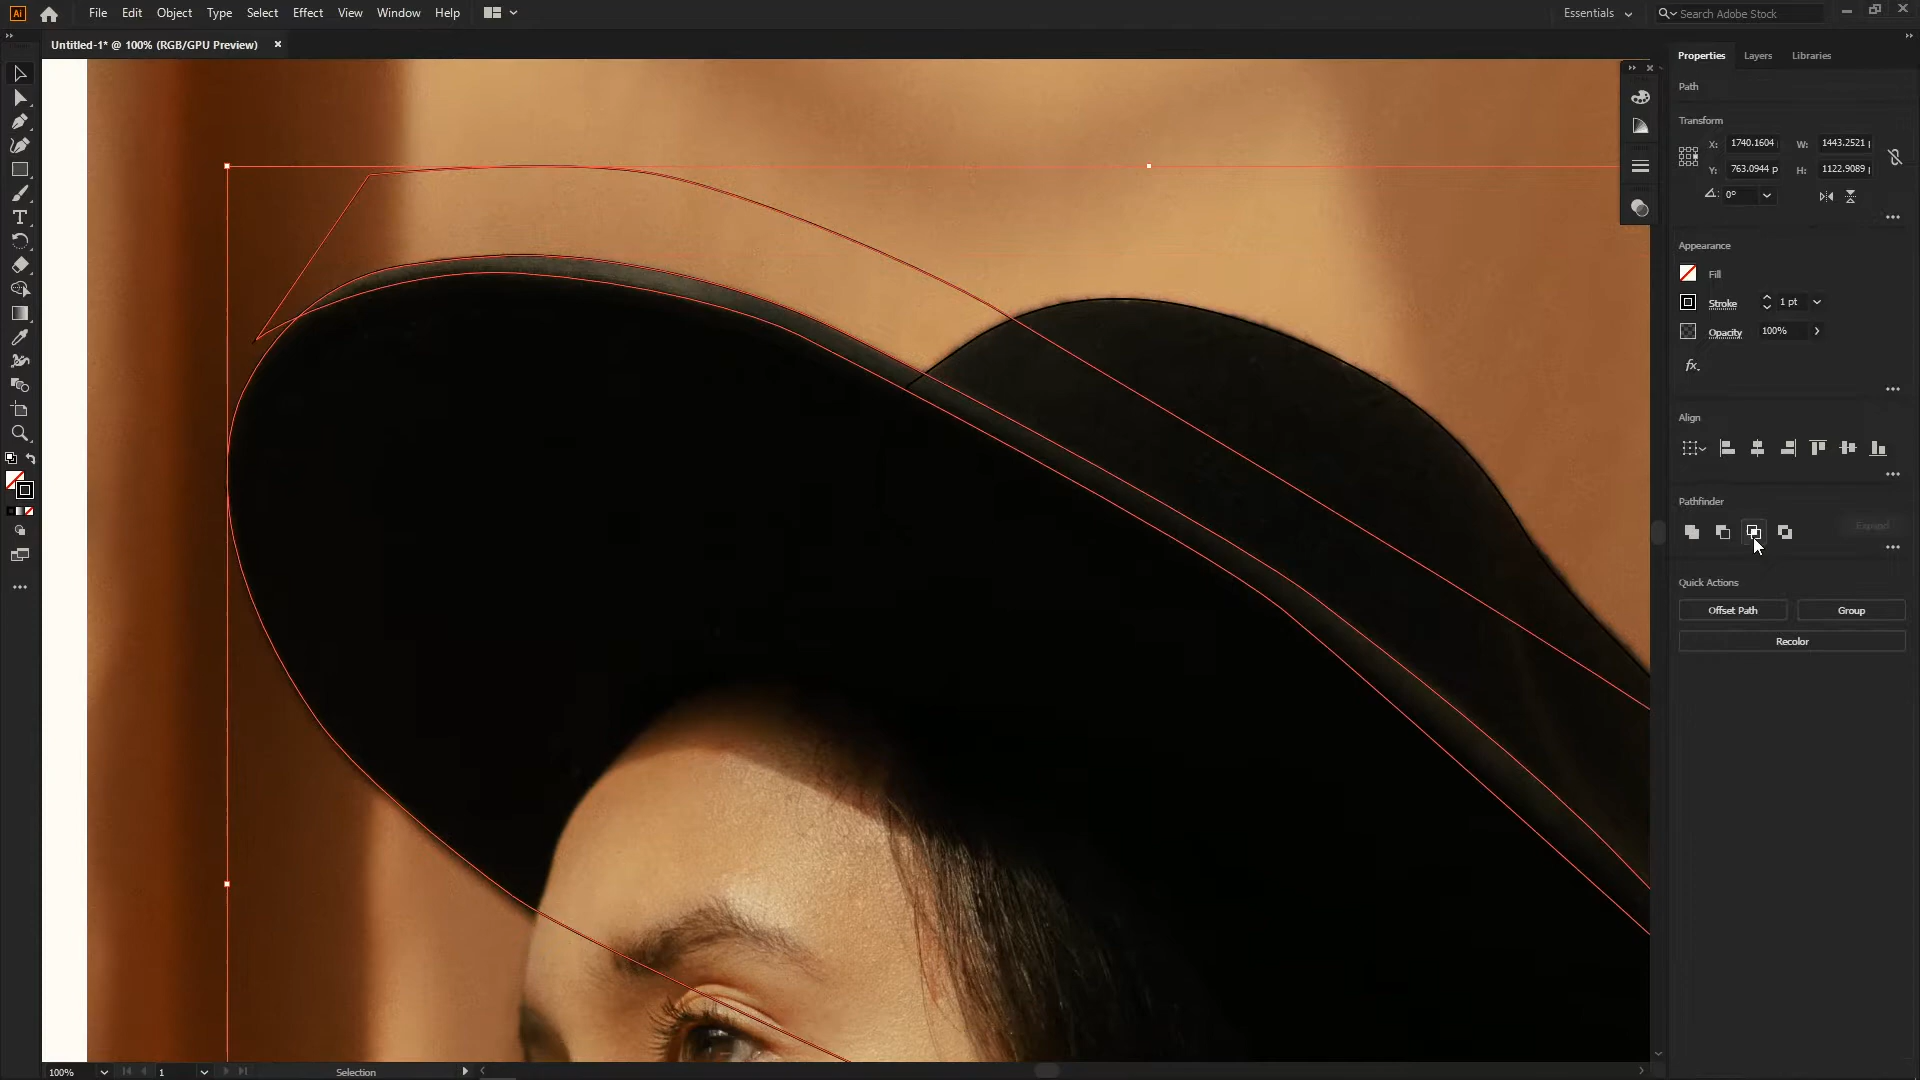 Ai
File Edit Object Type Select Effect View Window Help
Essentials
Search Adobe Stock
Untitled-1* @ 100% (RGB/GPU Preview) ×
Properties Layers Libraries
Path
Transform
X: 1740.1604 W: 1443.2521 p
Y: 763.0944 p H: 1122.9089 p
0°
Appearance
Fill
Stroke 1 pt
Opacity 100%
fx.
Align
Pathfinder
Expand
Quick Actions
Offset Path Group
Recolor
100% 1 Selection